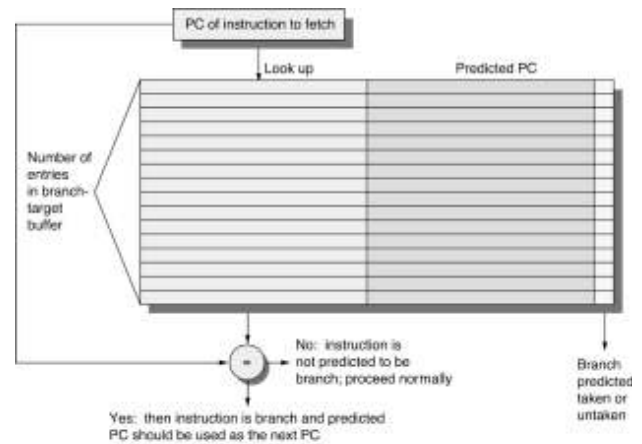 PC of instruction to fetch
Look up
Predicted PC
Number of
entries
in branch-
target
buffer
=
No: instruction is
not predicted to be
branch; proceed normally
Branch
predicted
taken or
untaken
Yes: then instruction is branch and predicted
PC should be used as the next PC